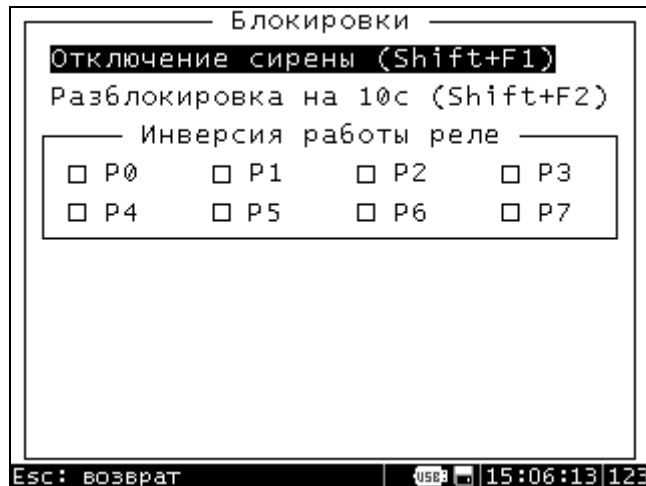 Блокировки
Отключение сирены (Shift+F1)
Разблокировка на 10с (Shift+F2)
Инверсия работы реле
P0 P1 P2 P3
P4 P5 P6 P7
Esc: возврат USB 15:06:13 123